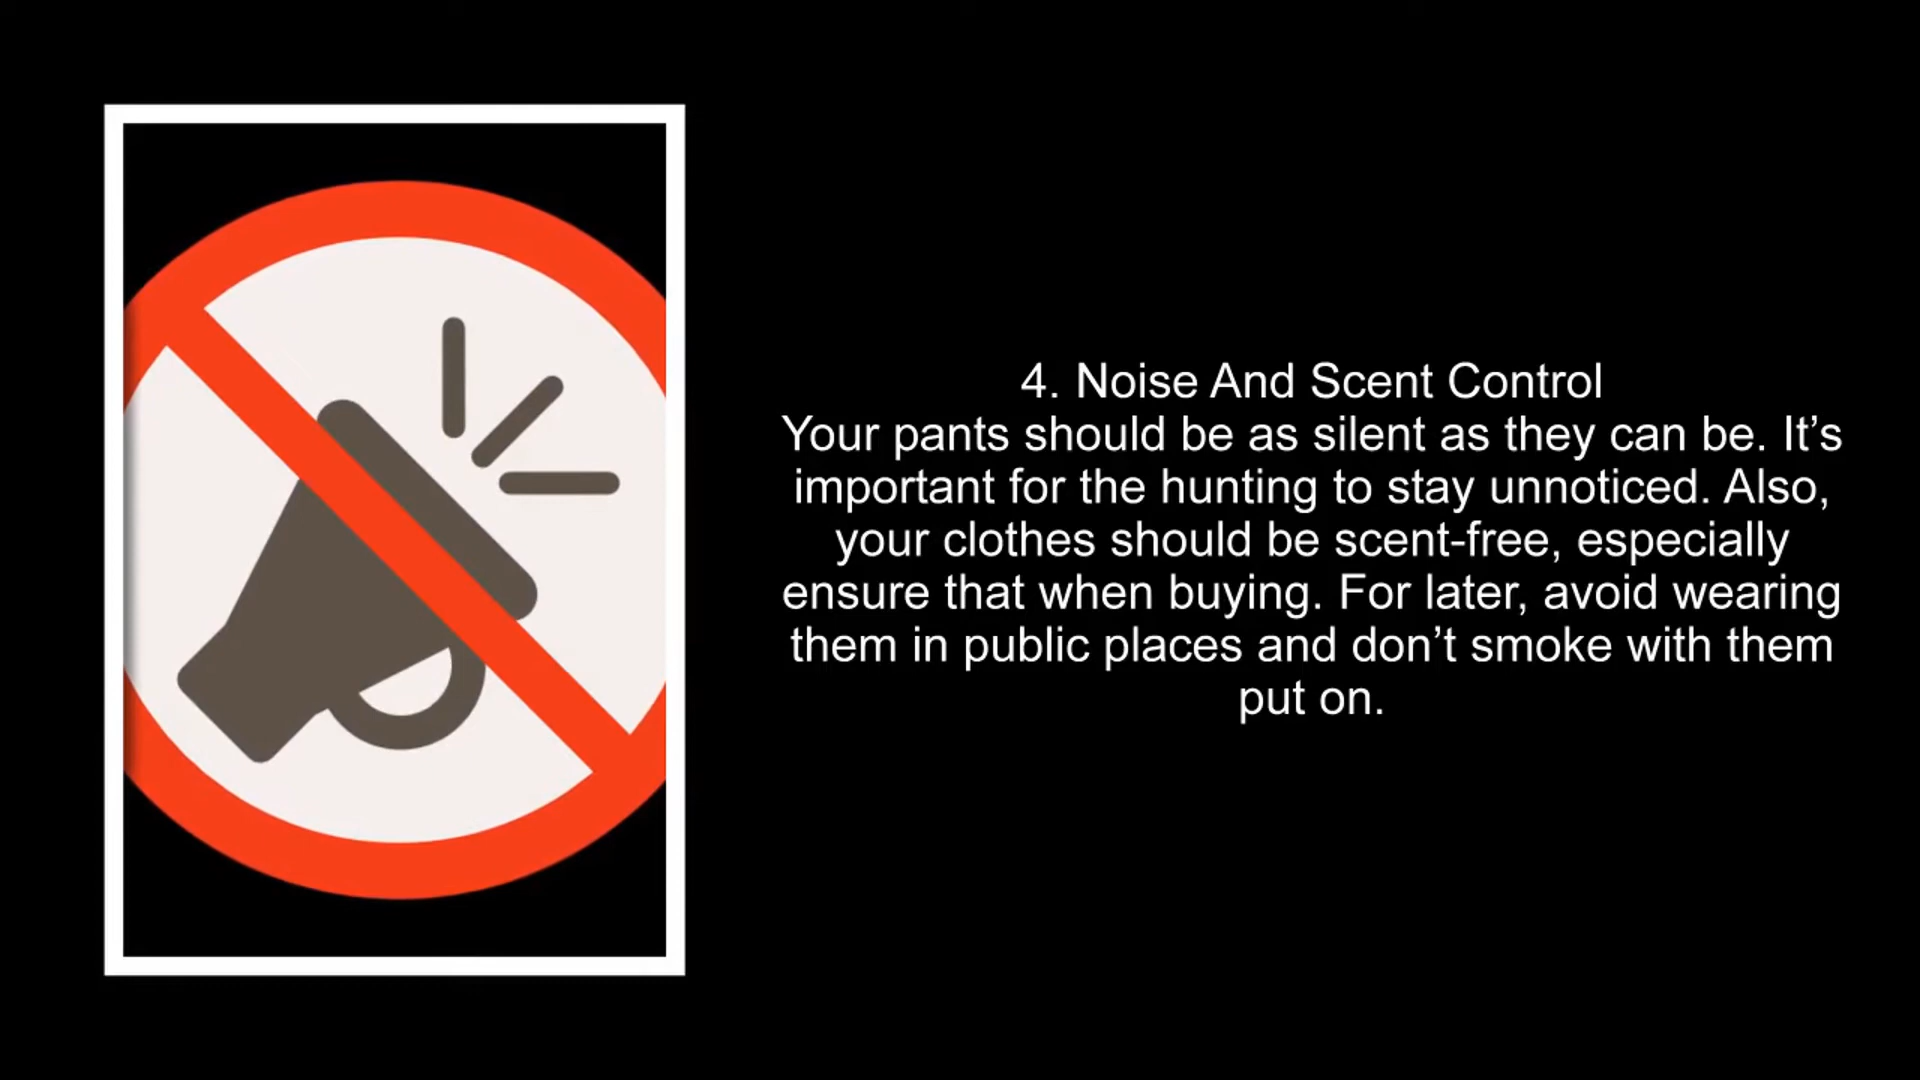 4. Noise And Scent Control
Your pants should be as silent as they can be. It’s
important for the hunting to stay unnoticed. Also,
your clothes should be scent-free, especially
ensure that when buying. For later, avoid wearing
them in public places and don’t smoke with them
put on.